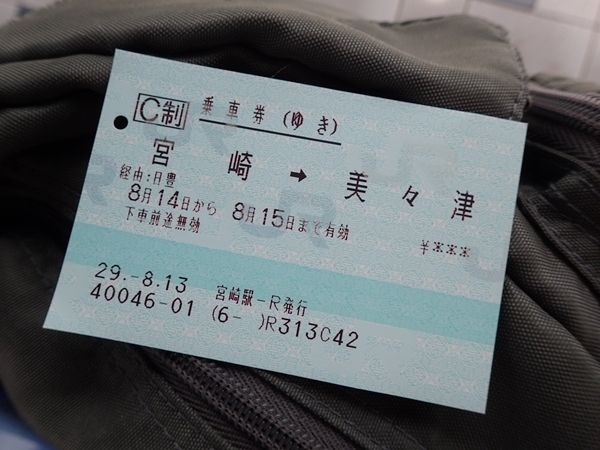 C制 乗車券 (ゆき)
宮崎 → 美々津
経由:日豊
8月14日から 8月15日まで有効
下車前途無効 ¥***
29.-8.13 宮崎駅-R発行
40046-01 (6- )R313C42